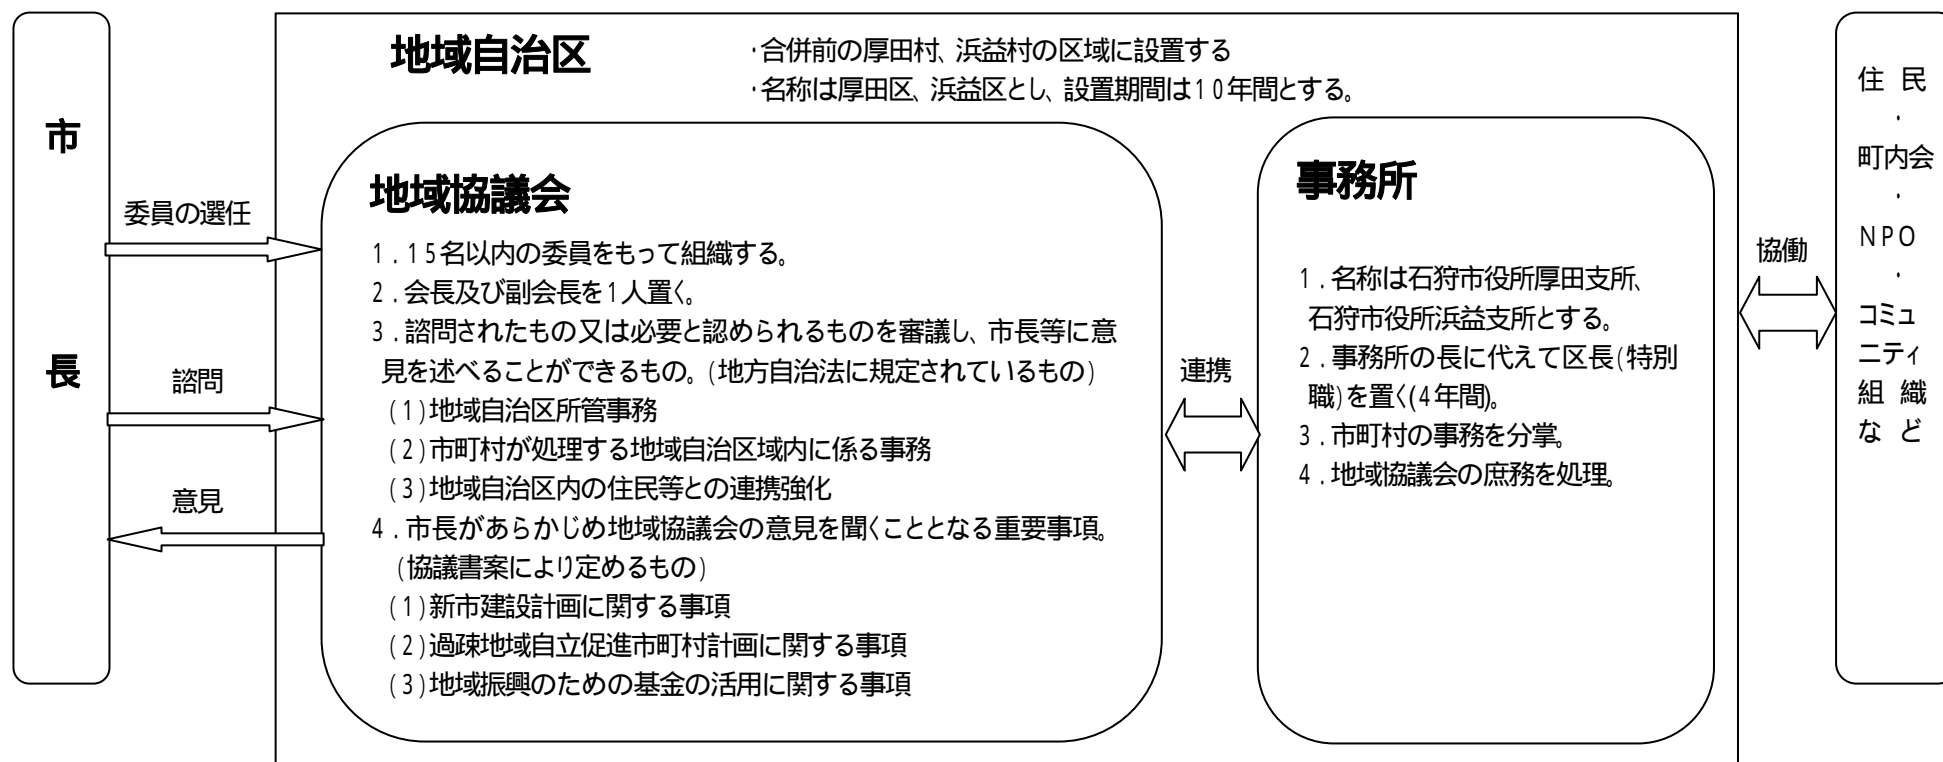 市
長
委員の選任
諮問
意見
地域自治区
・合併前の厚田村、浜益村の区域に設置する
・名称は厚田区、浜益区とし、設置期間は10年間とする。
地域協議会
1.15名以内の委員をもって組織する。
2.会長及び副会長を1人置く。
3.諮問されたもの又は必要と認められるものを審議し、市長等に意
見を述べることができるもの。(地方自治法に規定されているもの)
(1)地域自治区所管事務
(2)市町村が処理する地域自治区域内に係る事務
(3)地域自治区内の住民等との連携強化
4.市長があらかじめ地域協議会の意見を聞くこととなる重要事項。
(協議書案により定めるもの)
(1)新市建設計画に関する事項
(2)過疎地域自立促進市町村計画に関する事項
(3)地域振興のための基金の活用に関する事項
連携
事務所
1.名称は石狩市役所厚田支所、
石狩市役所浜益支所とする。
2.事務所の長に代えて区長(特別
職)を置く(4年間)。
3.市町村の事務を分掌。
4.地域協議会の庶務を処理。
協働
住 民
・
町内会
・
NPO
・
コミュ
ニティ
組 織
な ど